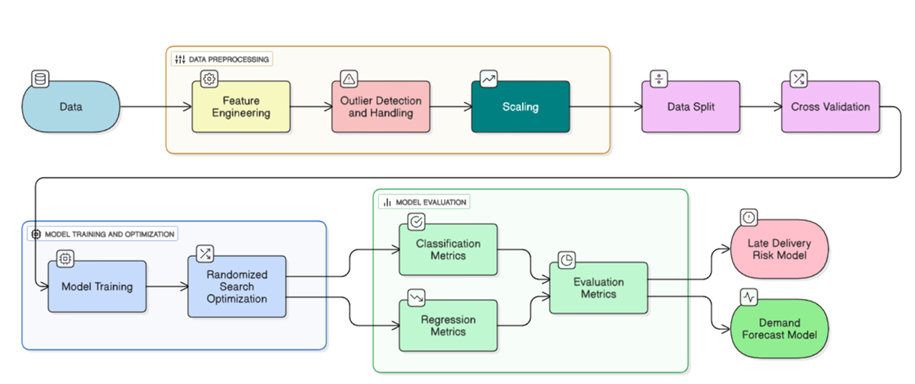 DATA PREPROCESSING
Data
Feature
Engineering
Outlier Detection
and Handling
Scaling
Data Split
Cross Validation
MODEL TRAINING AND OPTIMIZATION
Model Training
Randomized
Search
Optimization
MODEL EVALUATION
Classification
Metrics
Regression
Metrics
Evaluation
Metrics
Late Delivery
Risk Model
Demand
Forecast Model